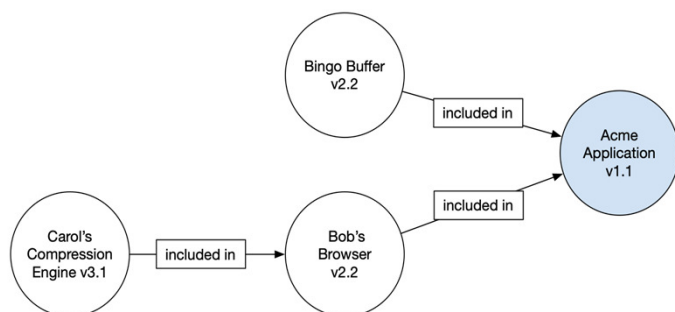 Bingo Buffer
v2.2
included in
Acme
Application
v1.1
Carol's
Compression
Engine v3.1
included in
Bob's
Browser
v2.2
included in